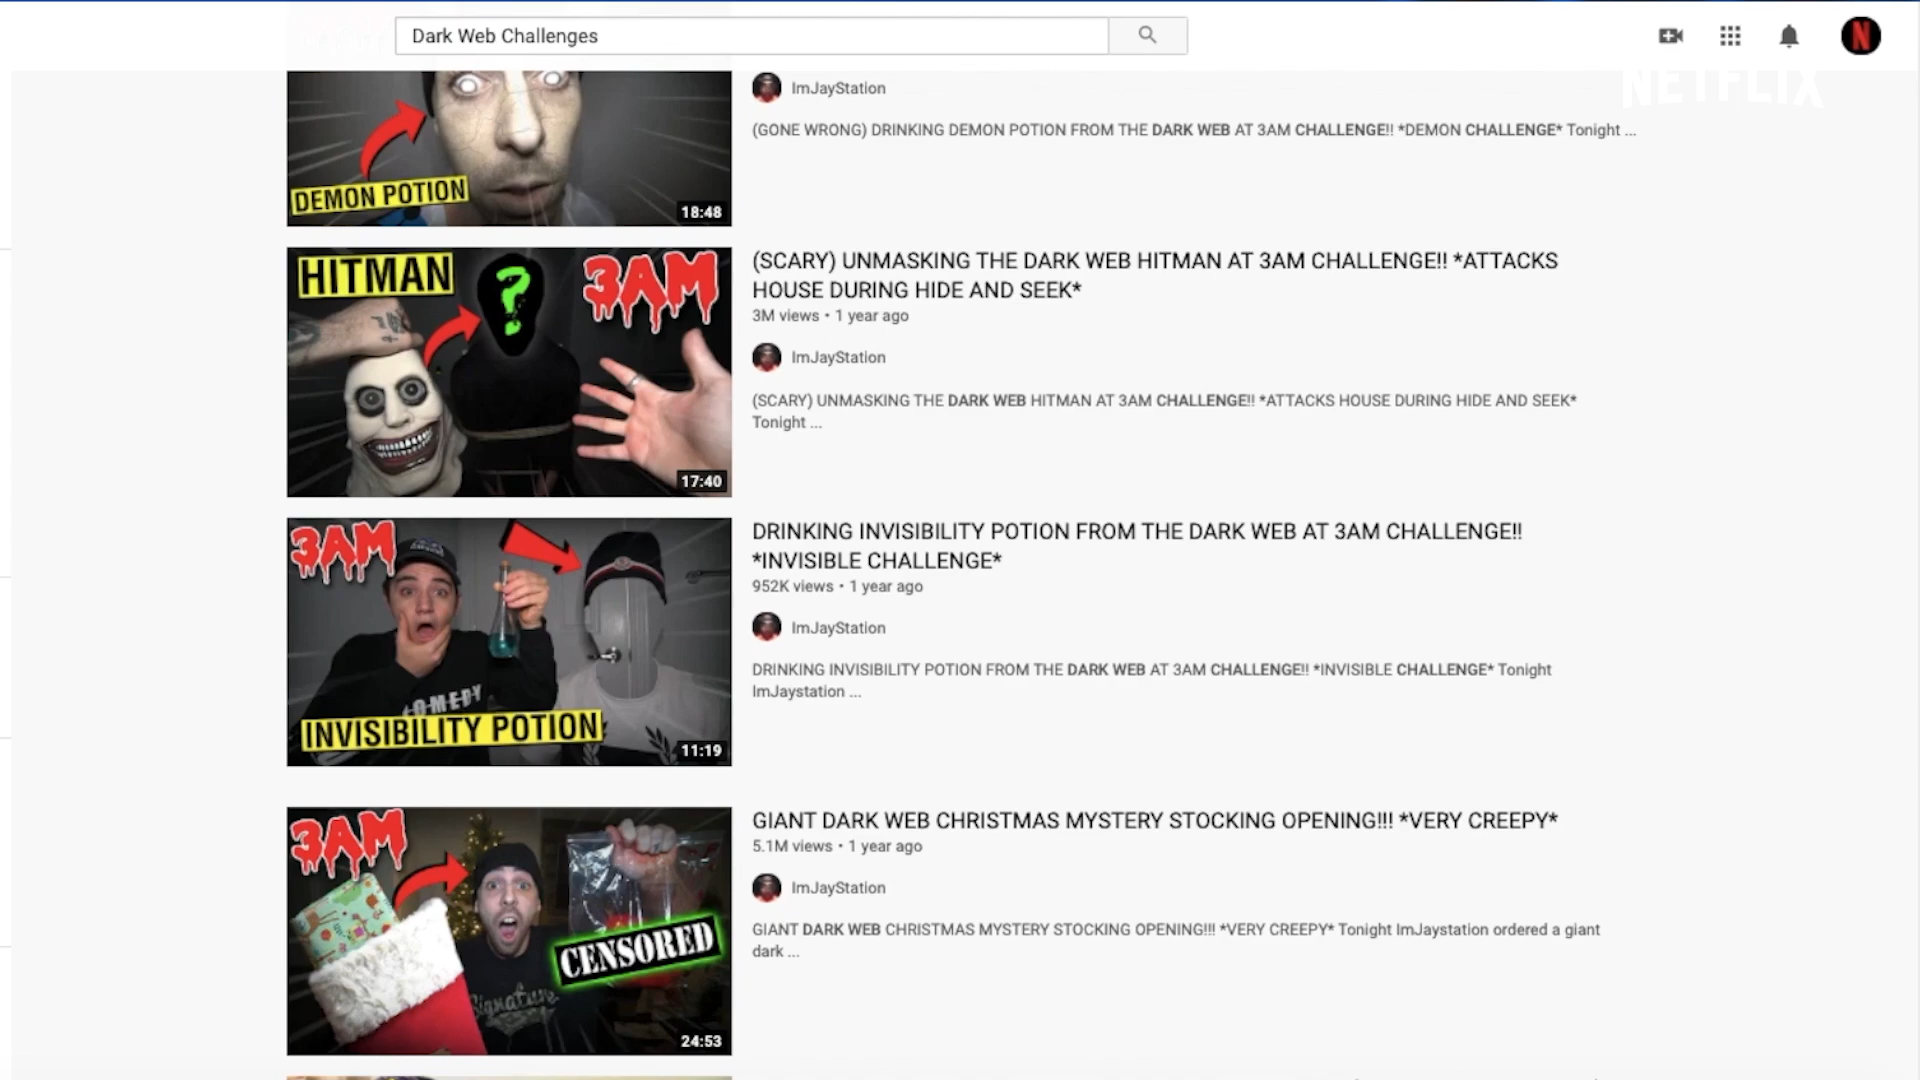 Dark Web Challenges
N
NETFLIX
DEMON POTION
18:48
ImJayStation
(GONE WRONG) DRINKING DEMON POTION FROM THE DARK WEB AT 3AM CHALLENGE!! *DEMON CHALLENGE* Tonight ...
HITMAN
?
3AM
17:40
(SCARY) UNMASKING THE DARK WEB HITMAN AT 3AM CHALLENGE!! *ATTACKS
HOUSE DURING HIDE AND SEEK*
3M views • 1 year ago
ImJayStation
(SCARY) UNMASKING THE DARK WEB HITMAN AT 3AM CHALLENGE!! *ATTACKS HOUSE DURING HIDE AND SEEK*
Tonight ...
3AM
COMEDY
INVISIBILITY POTION
11:19
DRINKING INVISIBILITY POTION FROM THE DARK WEB AT 3AM CHALLENGE!!
*INVISIBLE CHALLENGE*
952K views • 1 year ago
ImJayStation
DRINKING INVISIBILITY POTION FROM THE DARK WEB AT 3AM CHALLENGE!! *INVISIBLE CHALLENGE* Tonight
ImJaystation ...
3AM
CENSORED
Signature
24:53
GIANT DARK WEB CHRISTMAS MYSTERY STOCKING OPENING!!! *VERY CREEPY*
5.1M views • 1 year ago
ImJayStation
GIANT DARK WEB CHRISTMAS MYSTERY STOCKING OPENING!!! *VERY CREEPY* Tonight ImJaystation ordered a giant
dark ...